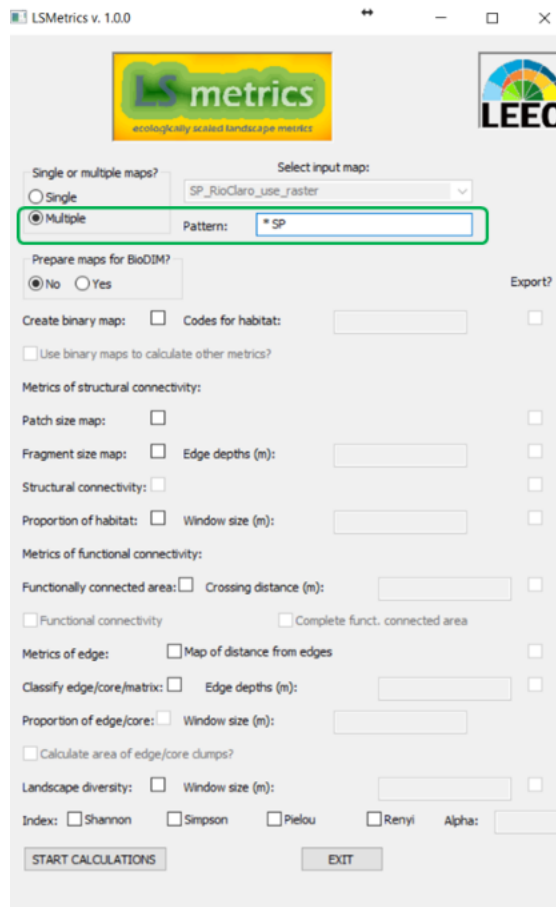 LSMetrics v. 1.0.0
LS metrics
ecologically scaled landscape metrics
LEEC
Single or multiple maps?
Select input map:
Single
SP_RioClaro_use_raster
Multiple
Pattern:
* SP
Prepare maps for BioDIM?
No
Yes
Export?
Create binary map:
Codes for habitat:
Use binary maps to calculate other metrics?
Metrics of structural connectivity:
Patch size map:
Fragment size map:
Edge depths (m):
Structural connectivity:
Proportion of habitat:
Window size (m):
Metrics of functional connectivity:
Functionally connected area:
Crossing distance (m):
Functional connectivity
Complete funct. connected area
Metrics of edge:
Map of distance from edges
Classify edge/core/matrix:
Edge depths (m):
Proportion of edge/core:
Window size (m):
Calculate area of edge/core clumps?
Landscape diversity:
Window size (m):
Index:
Shannon
Simpson
Pielou
Renyi
Alpha:
START CALCULATIONS
EXIT